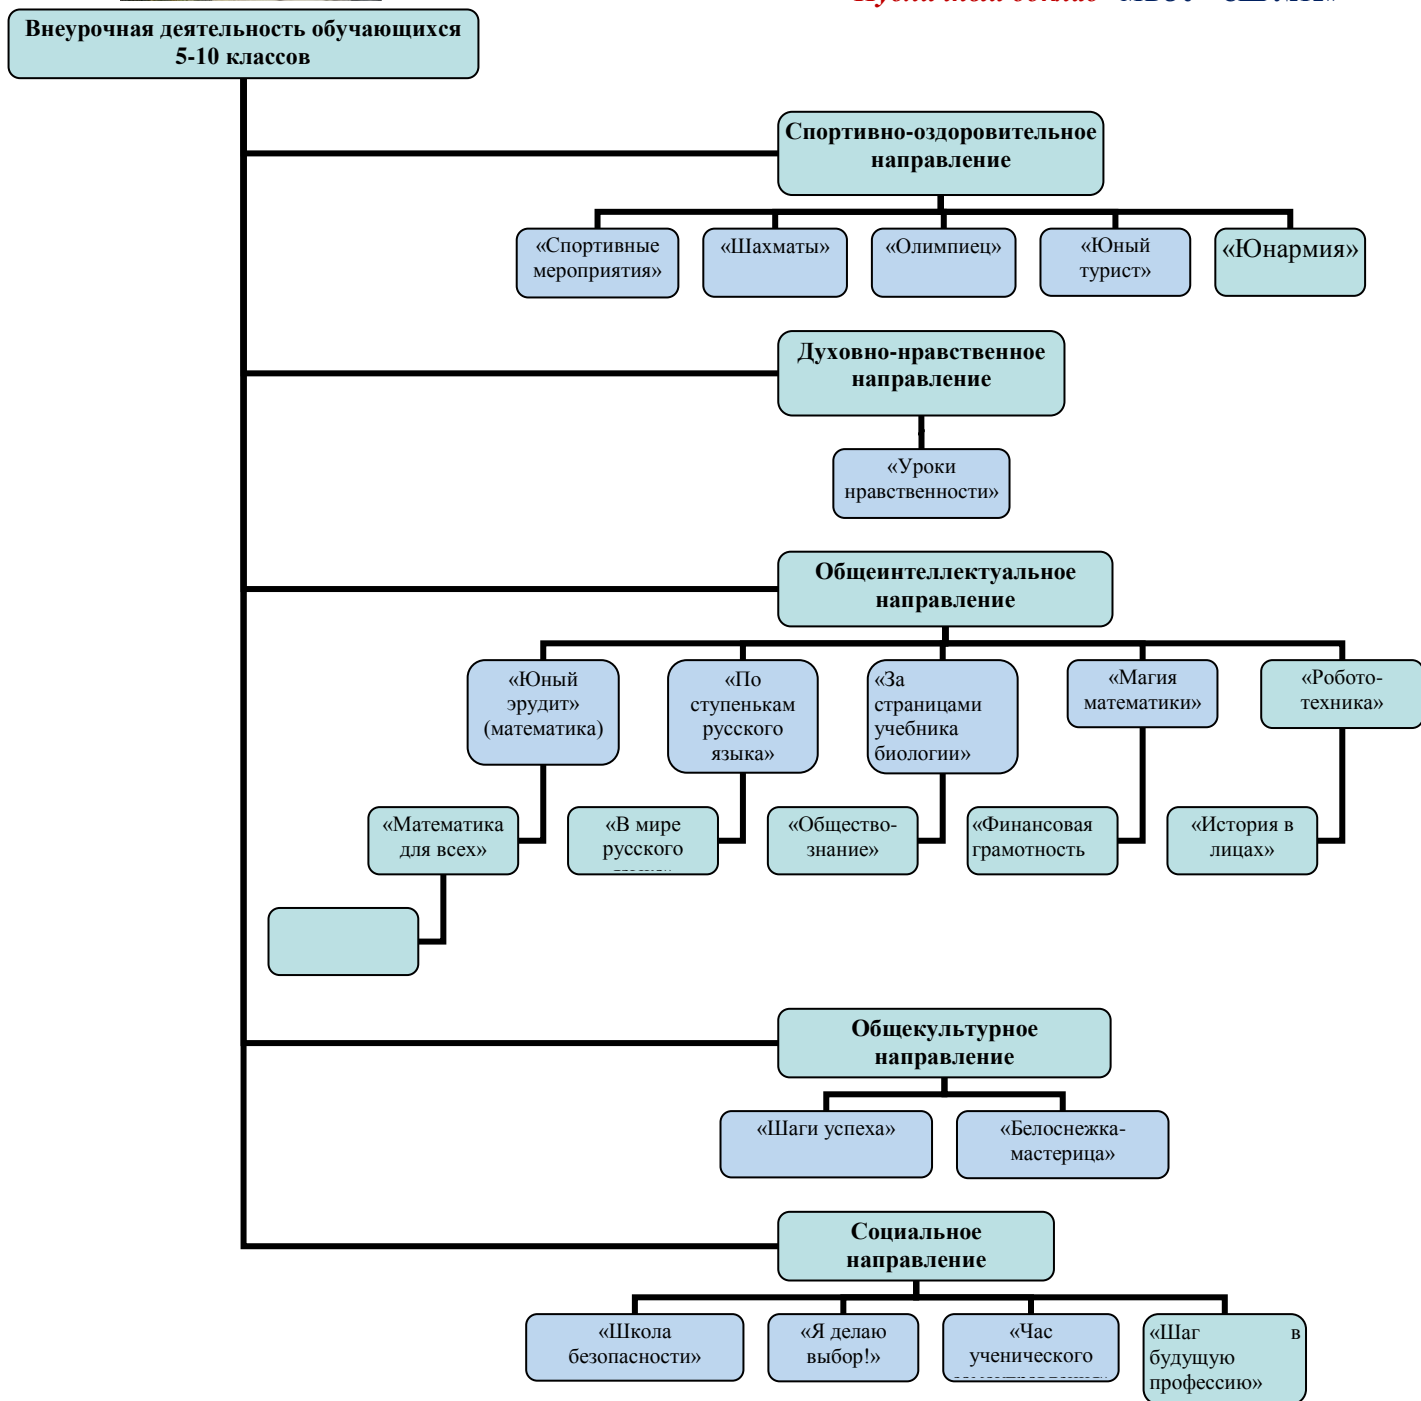 Внеурочная деятельность обучающихся
5-10 классов
Спортивно-оздоровительное
направление
«Спортивные
мероприятия»
«Шахматы»
«Олимпиец»
«Юный
турист»
«Юнармия»
Духовно-нравственное
направление
«Уроки
нравственности»
Общеинтеллектуальное
направление
«Юный
эрудит»
(математика)
«По
ступенькам
русского
языка»
«За
страницами
учебника
биологии»
«Магия
математики»
«Робото-
техника»
«Математика
для всех»
«В мире
русского
«Общество-
знание»
«Финансовая
грамотность
«История в
лицах»
Общекультурное
направление
«Шаги успеха»
«Белоснежка-
мастерица»
Социальное
направление
«Школа
безопасности»
«Я делаю
выбор!»
«Час
ученического
«Шаг в
будущую
профессию»